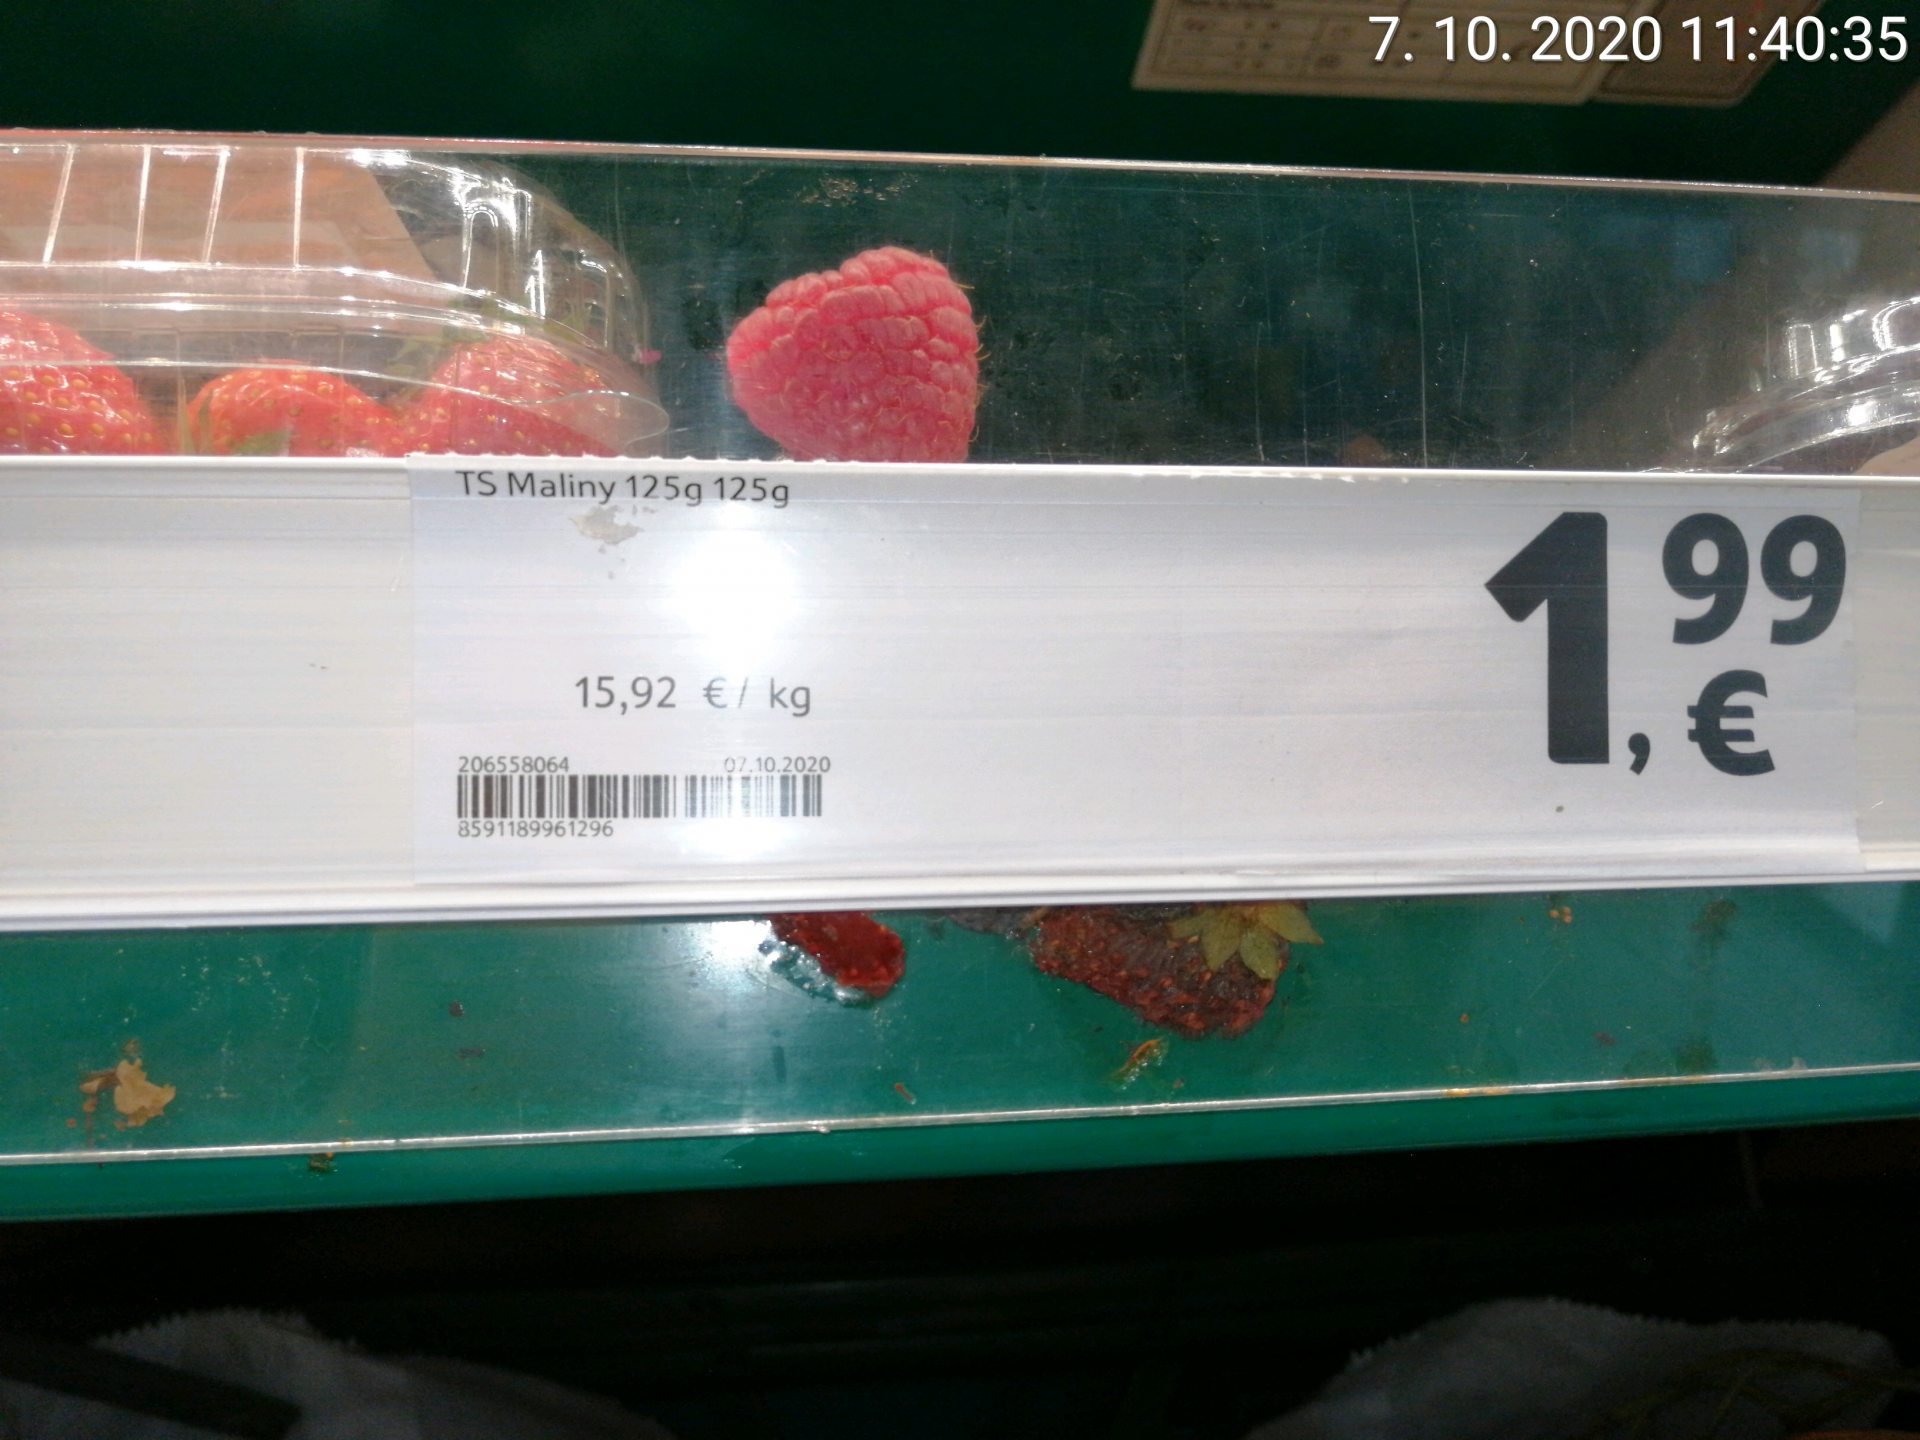 7. 10. 2020 11:40:35
TS Maliny 125g 125g
1,99 €
15,92 € / kg
206558064 07.10.2020
8591189961296